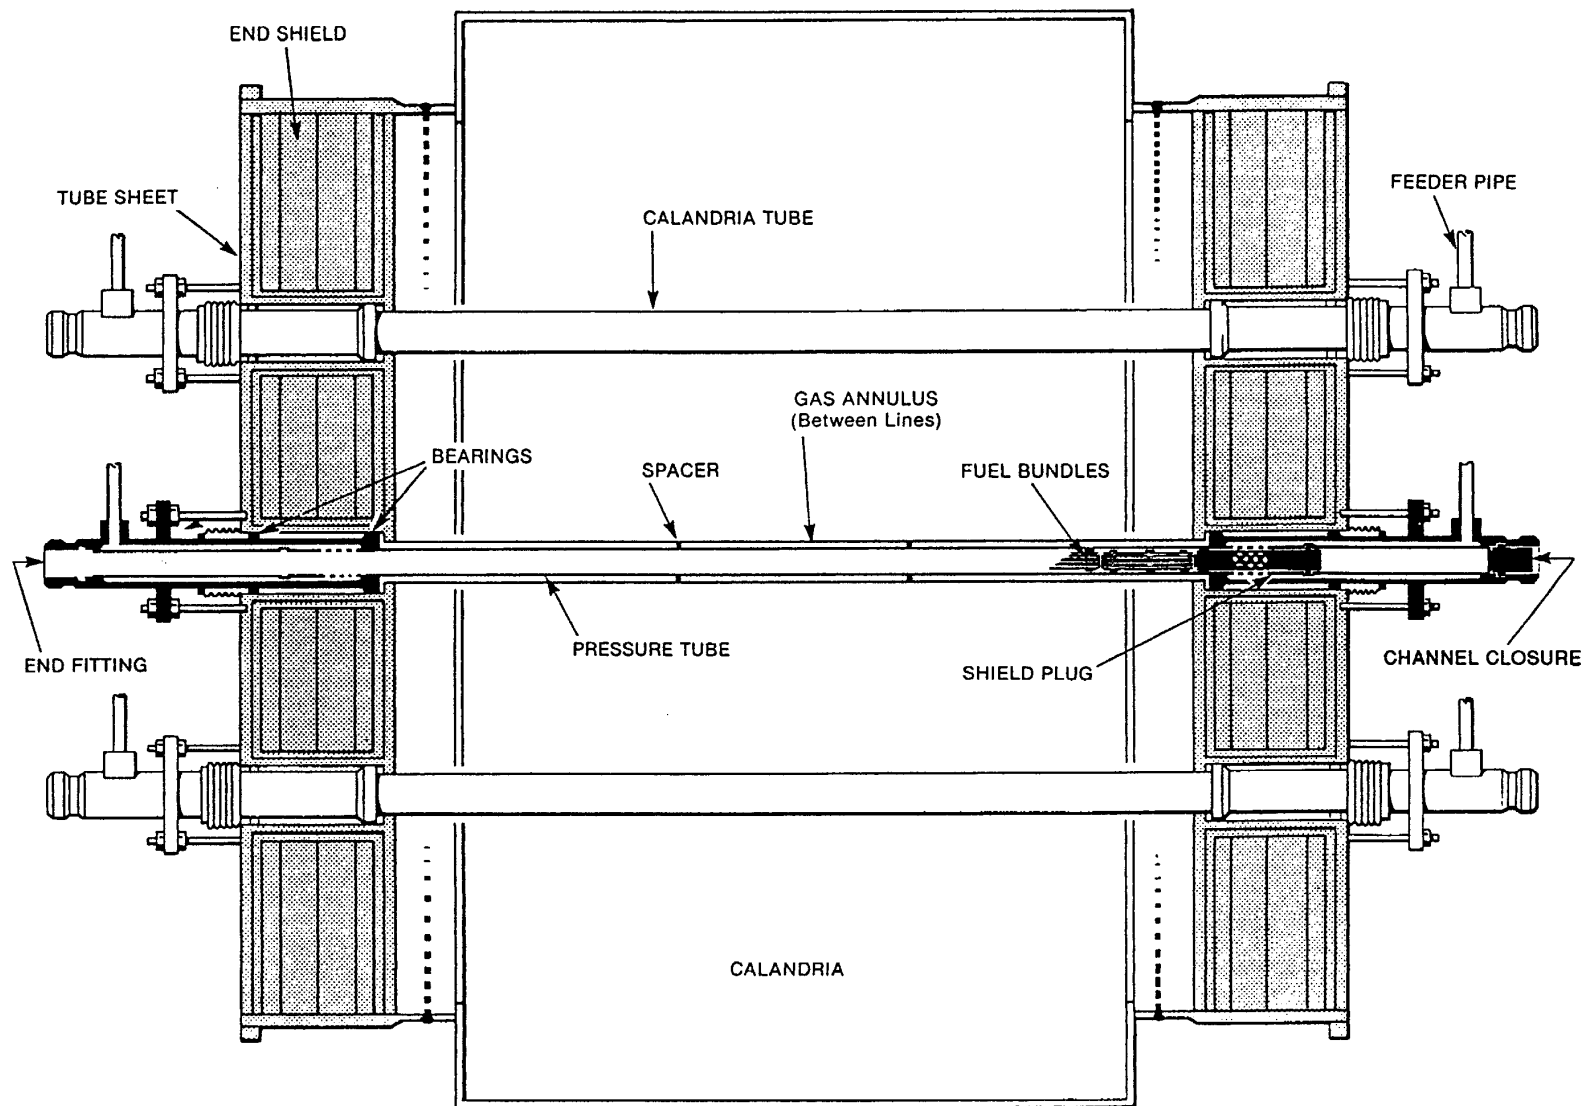 END SHIELD
TUBE SHEET
FEEDER PIPE
CALANDRIA TUBE
GAS ANNULUS
(Between Lines)
BEARINGS
SPACER
FUEL BUNDLES
PRESSURE TUBE
END FITTING
SHIELD PLUG
CHANNEL CLOSURE
CALANDRIA